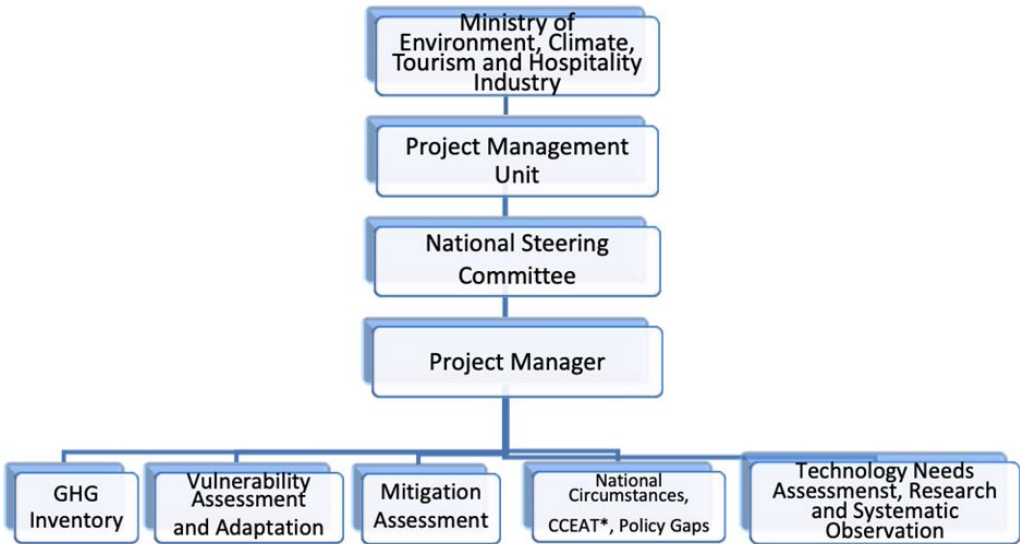 Ministry of
Environment, Climate,
Tourism and Hospitality
Industry
Project Management
Unit
National Steering
Committee
Project Manager
GHG
Inventory
Vulnerability
Assessment
and Adaptation
Mitigation
Assessment
National
Circumstances,
CCEAT*, Policy Gaps
Technology Needs
Assessmenst, Research
and Systematic
Observation